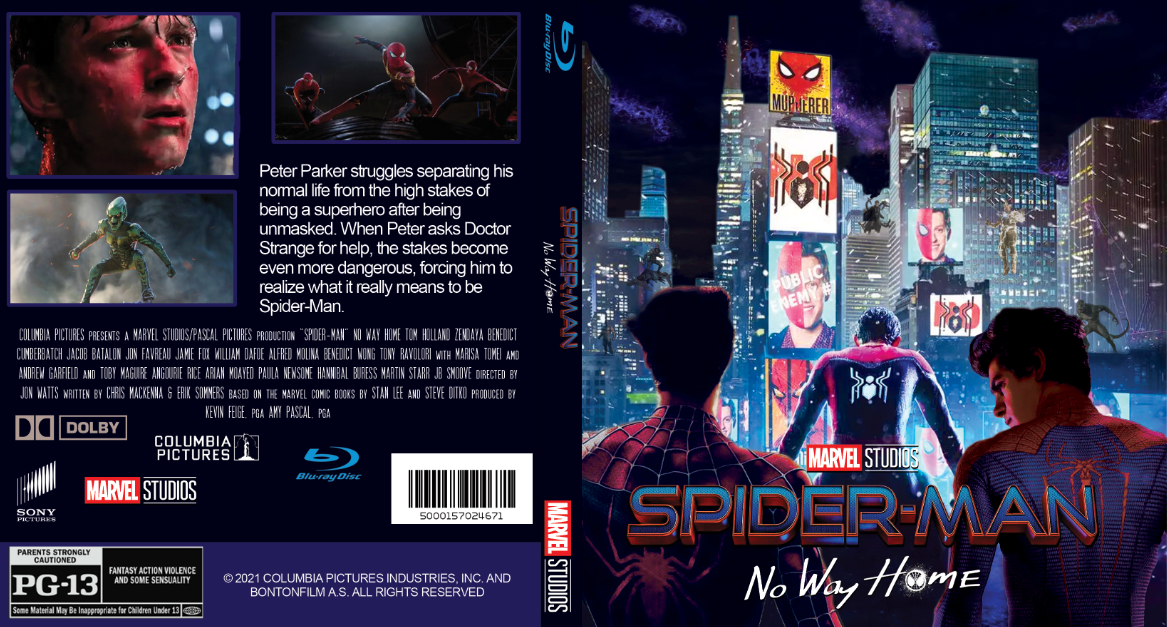 Peter Parker struggles separating his
normal life from the high stakes of
being a superhero after being
unmasked. When Peter asks Doctor
Strange for help, the stakes become
even more dangerous, forcing him to
realize what it really means to be
Spider-Man.
COLUMBIA PICTURES PRESENTS A MARVEL STUDIOS/PASCAL PICTURES PRODUCTION "SPIDER-MAN" NO WAY HOME TOM HOLLAND ZENDAYA BENEDICT
CUMBERBATCH JACOB BATALON JON FAVREAU JAMIE FOX WILLIAM DAFOE ALFRED MOLINA BENEDICT WONG TONY RAVOLORI WITH MARISA TOMEI AMD
ANDREW GARFIELD AND TOBY MAGUIRE ANGOURIE RICE ARIAN MOAYED PAULA NEWSOME HANNIBAL BURESS MARTIN STARR JB SMOOVE DIRECTED BY
JON WATTS WRITTEN BY CHRIS MACKENNA & ERIK SOMMERS BASED ON THE MARVEL COMIC BOOKS BY STAN LEE AND STEVE DITKO PRODUCED BY
KEVIN FEIGE, PGA AMY PASCAL, PGA
DOLBY
COLUMBIA
PICTURES
SONY
PICTURES
MARVEL STUDIOS
Blu-ray Disc
5000157024671
PARENTS STRONGLY
CAUTIONED
PG-13
FANTASY ACTION VIOLENCE
AND SOME SENSUALITY
Some Material May Be Inappropriate for Children Under 13
© 2021 COLUMBIA PICTURES INDUSTRIES, INC. AND
BONTONFILM A.S. ALL RIGHTS RESERVED
Blu-ray Disc
SPIDER-MAN
No Way Home
MARVEL STUDIOS
MURDERER
PUBLIC
ENEMY #
MARVEL STUDIOS
SPIDER-MAN
No Way Home